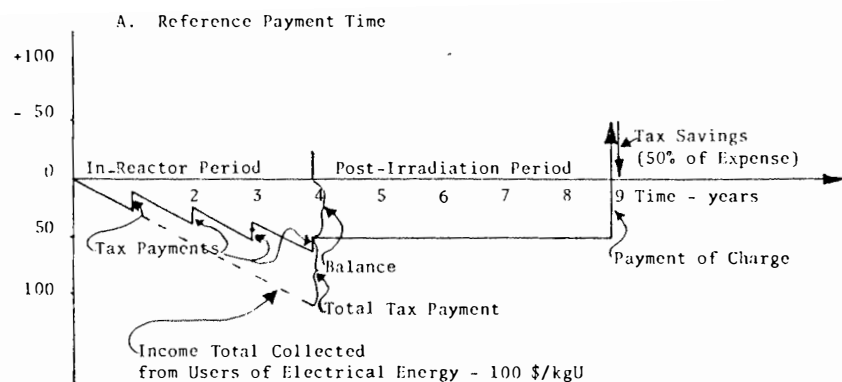 A. Reference Payment Time
+100
- 50
0
50
100
In-Reactor Period
Post-Irradiation Period
Tax Savings
(50% of Expense)
2 3 4 5 6 7 8 9 Time - years
Tax Payments
Balance
Payment of Charge
Total Tax Payment
Income Total Collected
from Users of Electrical Energy - 100 $/kgU